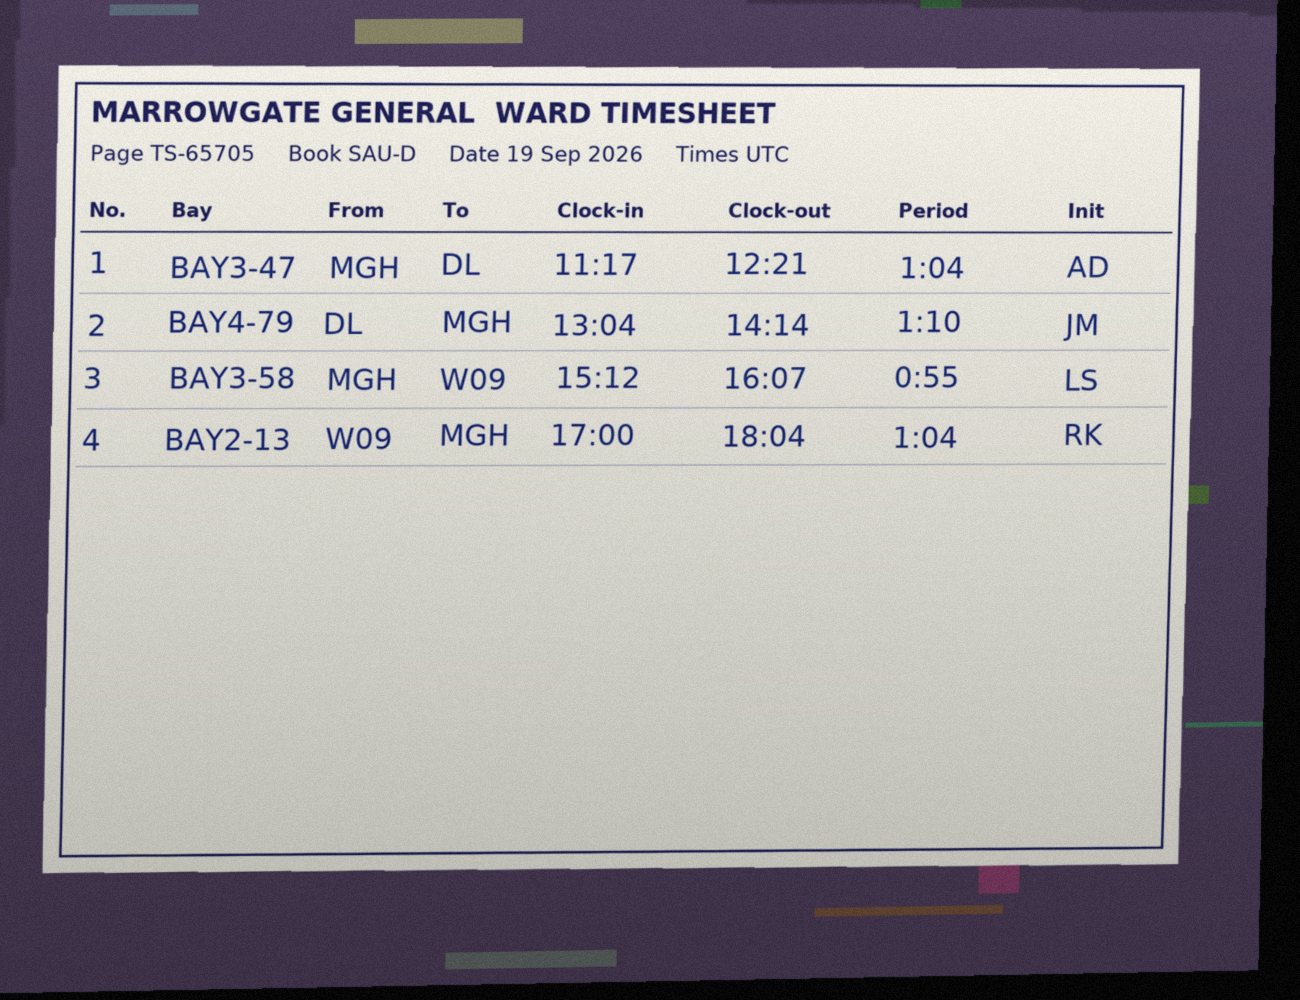 MARROWGATE GENERAL WARD TIMESHEET
Page TS-65705 Book SAU-D Date 19 Sep 2026 Times UTC
No. Bay From To Clock-in Clock-out Period Init
1 BAY3-47 MGH DL 11:17 12:21 1:04 AD
2 BAY4-79 DL MGH 13:04 14:14 1:10 JM
3 BAY3-58 MGH W09 15:12 16:07 0:55 LS
4 BAY2-13 W09 MGH 17:00 18:04 1:04 RK